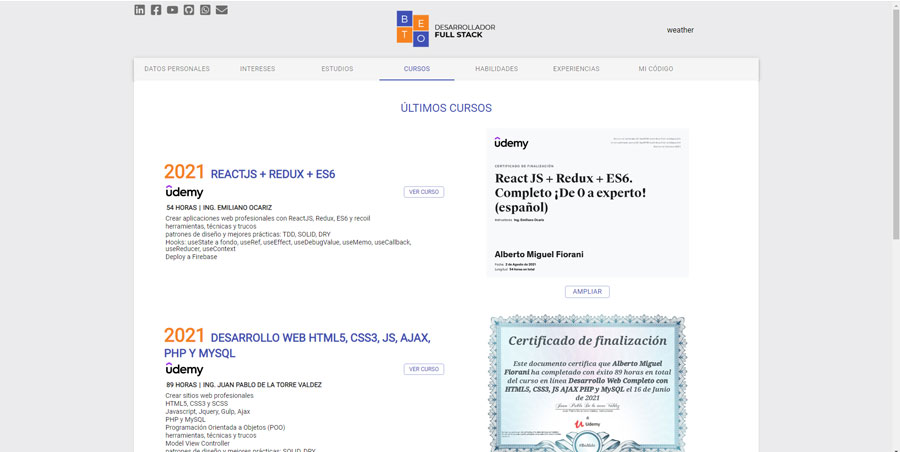 B E
T O
DESARROLLADOR
FULL STACK
weather
DATOS PERSONALES INTERESES ESTUDIOS CURSOS HABILIDADES EXPERIENCIAS MI CÓDIGO
ÚLTIMOS CURSOS
2021 REACTJS + REDUX + ES6
udemy
VER CURSO
54 HORAS | ING. EMILIANO OCARIZ
Crear aplicaciones web profesionales con ReactJS, Redux, ES6 y recoil
herramientas, técnicas y trucos
patrones de diseño y mejores prácticas: TDD, SOLID, DRY
Hooks: useState a fondo, useRef, useEffect, useDebugValue, useMemo, useCallback,
useReducer, useContext
Deploy a Firebase
udemy
CERTIFICADO DE FINALIZACIÓN
React JS + Redux + ES6.
Completo ¡De 0 a experto!
(español)
Instructores Ing. Emiliano Ocariz
Alberto Miguel Fiorani
Fecha 2 de Agosto de 2021
Longitud 54 horas en total
AMPLIAR
2021 DESARROLLO WEB HTML5, CSS3, JS, AJAX,
PHP Y MYSQL
udemy
VER CURSO
89 HORAS | ING. JUAN PABLO DE LA TORRE VALDEZ
Crear sitios web profesionales
HTML5, CSS3 y SCSS
Javascript, Jquery, Gulp, Ajax
PHP y MySQL
Programación Orientada a Objetos (POO)
herramientas, técnicas y trucos
Model View Controller
patrones de diseño y mejores prácticas: SOLID, DRY
Certificado de finalización
Este documento certifica que Alberto Miguel
Fiorani ha completado con éxito 89 horas en total
del curso en línea Desarrollo Web Completo con
HTML5, CSS3, JS AJAX PHP y MySQL el 16 de Junio
de 2021
Juan Pablo De la torre Valdez
Udemy